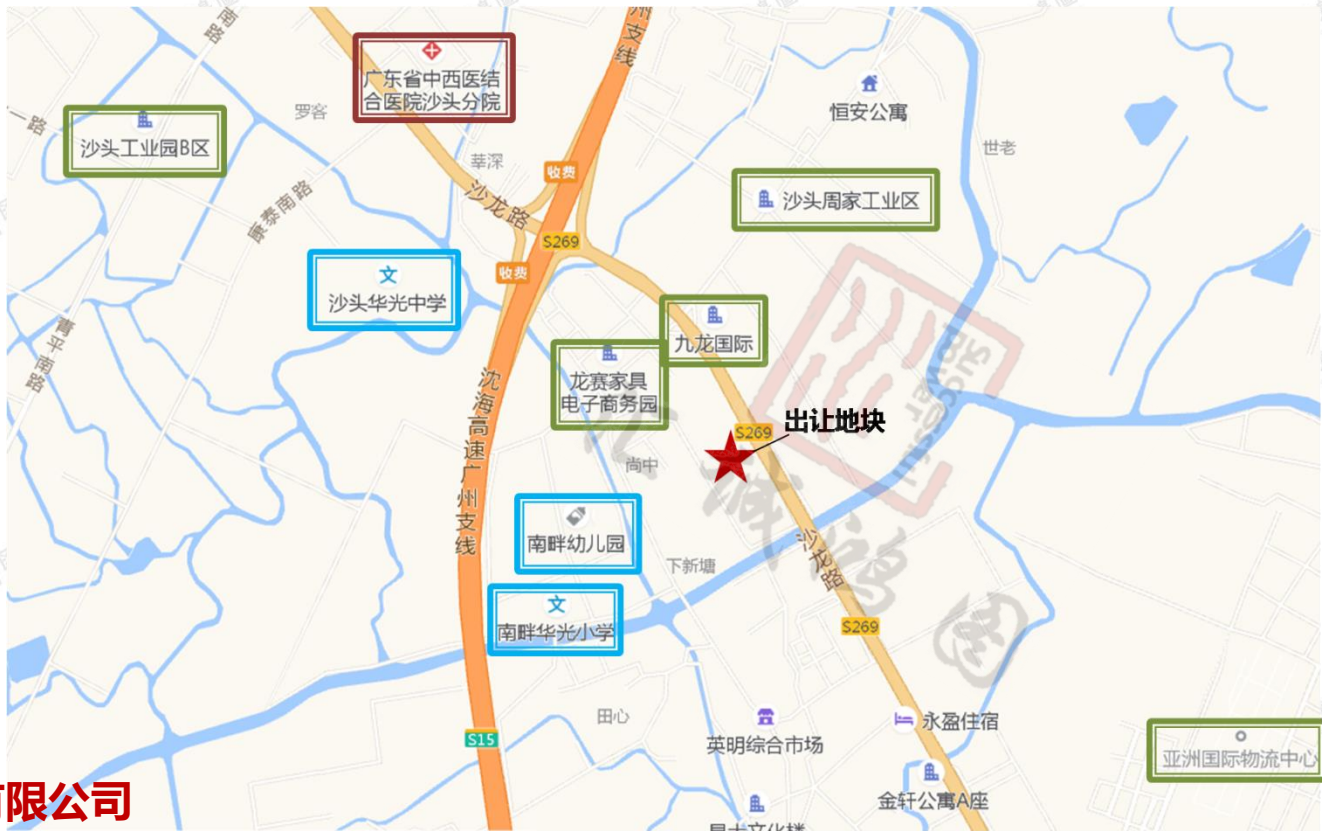 南路
州支线
广东省中西医结
合医院沙头分院
一路
沙头工业园B区
罗客
恒安公寓
世老
莘深
收费
沙龙路
沙头周家工业区
康泰南路
S269
收费
沙头华光中学
九龙国际
青平南路
龙赛家具
电子商务园
沈海高速广州支线
出让地块
S269
尚中
南畔幼儿园
下新塘
沙龙路
南畔华光小学
S269
田心
英明综合市场
永盈住宿
S15
亚洲国际物流中心
金轩公寓A座
有限公司